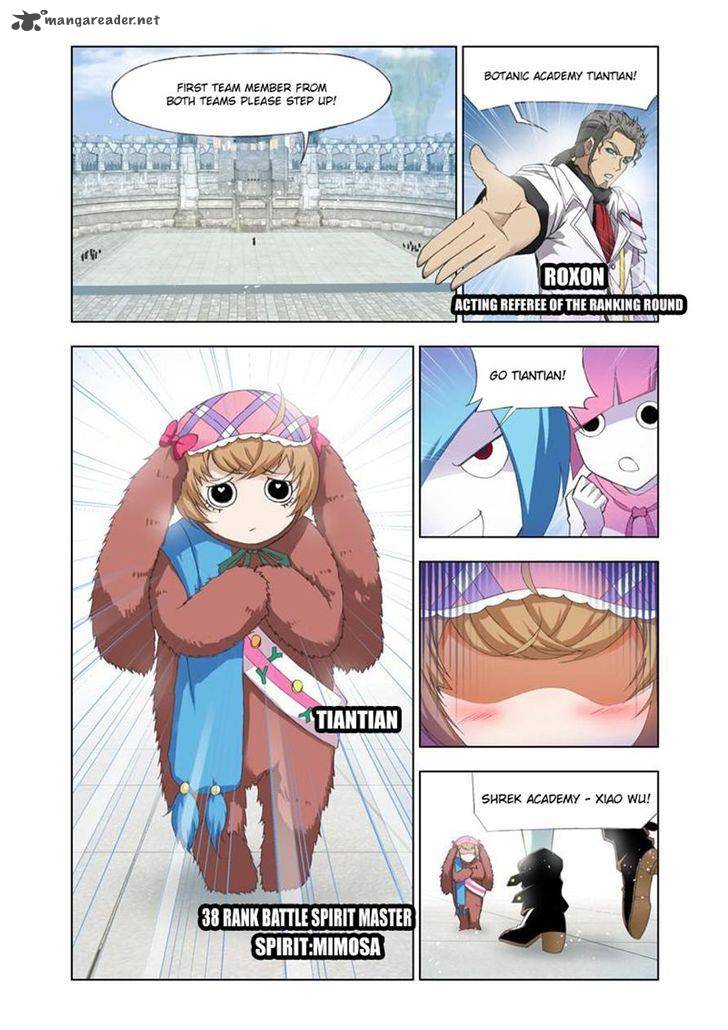 mangareader.net
FIRST TEAM MEMBER FROM
BOTH TEAMS PLEASE STEP UP!
BOTANIC ACADEMY TIANTIAN!
ROXON
ACTING REFEREE OF THE RANKING ROUND
GO TIANTIAN!
TIANTIAN
38 RANK BATTLE SPIRIT MASTER
SPIRIT:MIMOSA
SHREK ACADEMY - XIAO WU!